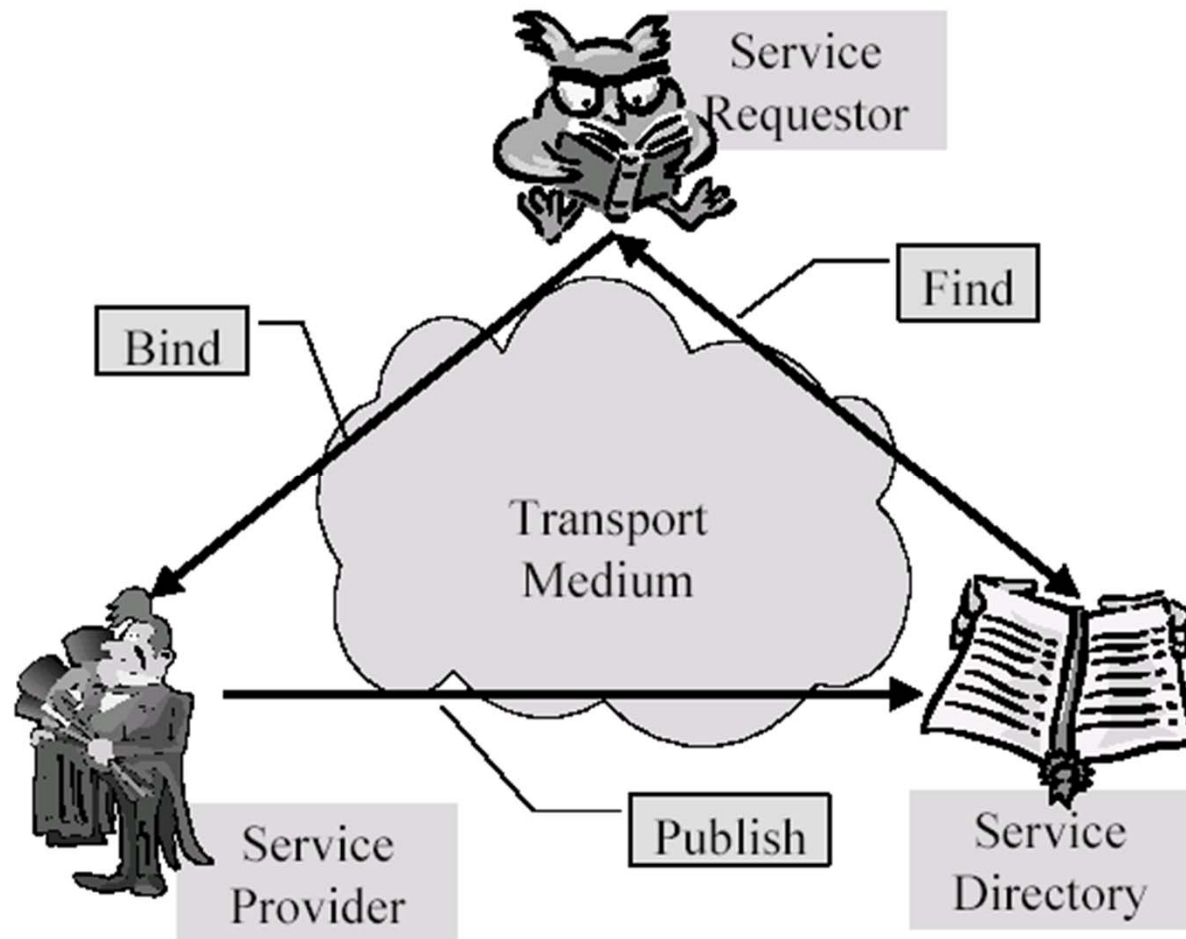 Service
Requestor
Find
Bind
Transport
Medium
Publish
Service
Provider
Service
Directory